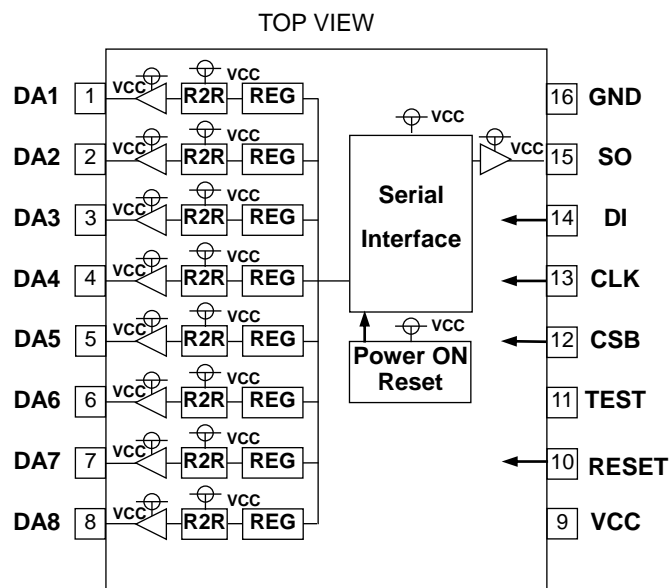 TOP VIEW
DA1 1 VCC R2R VCC REG 16 GND
VCC VCC
DA2 2 VCC R2R VCC REG 15 SO
Serial
Interface
DA3 3 VCC R2R VCC REG 14 DI
DA4 4 VCC R2R VCC REG 13 CLK
VCC
DA5 5 VCC R2R VCC REG 12 CSB
Power ON
Reset
DA6 6 VCC R2R VCC REG 11 TEST
DA7 7 VCC R2R VCC REG 10 RESET
DA8 8 VCC R2R VCC REG 9 VCC